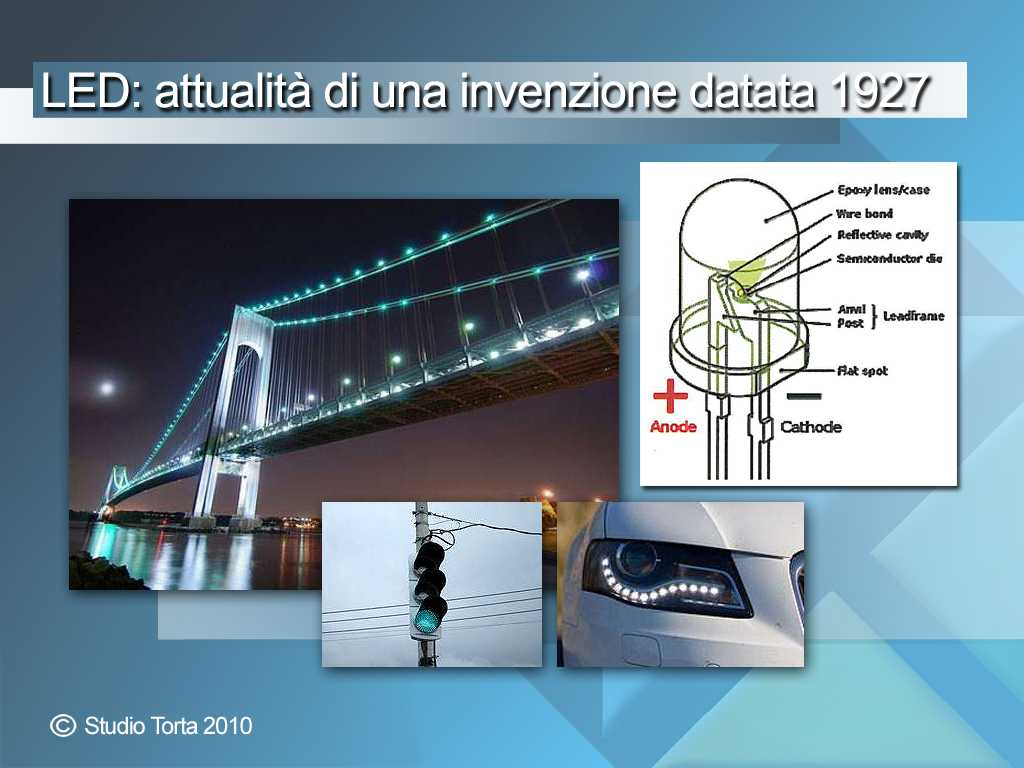 LED: attualità di una invenzione datata 1927
Epoxy lens/case
Wire bond
Reflective cavity
Semiconductor die
Anvil
Post
Leadframe
Flat spot
+ −
Anode Cathode
© Studio Torta 2010